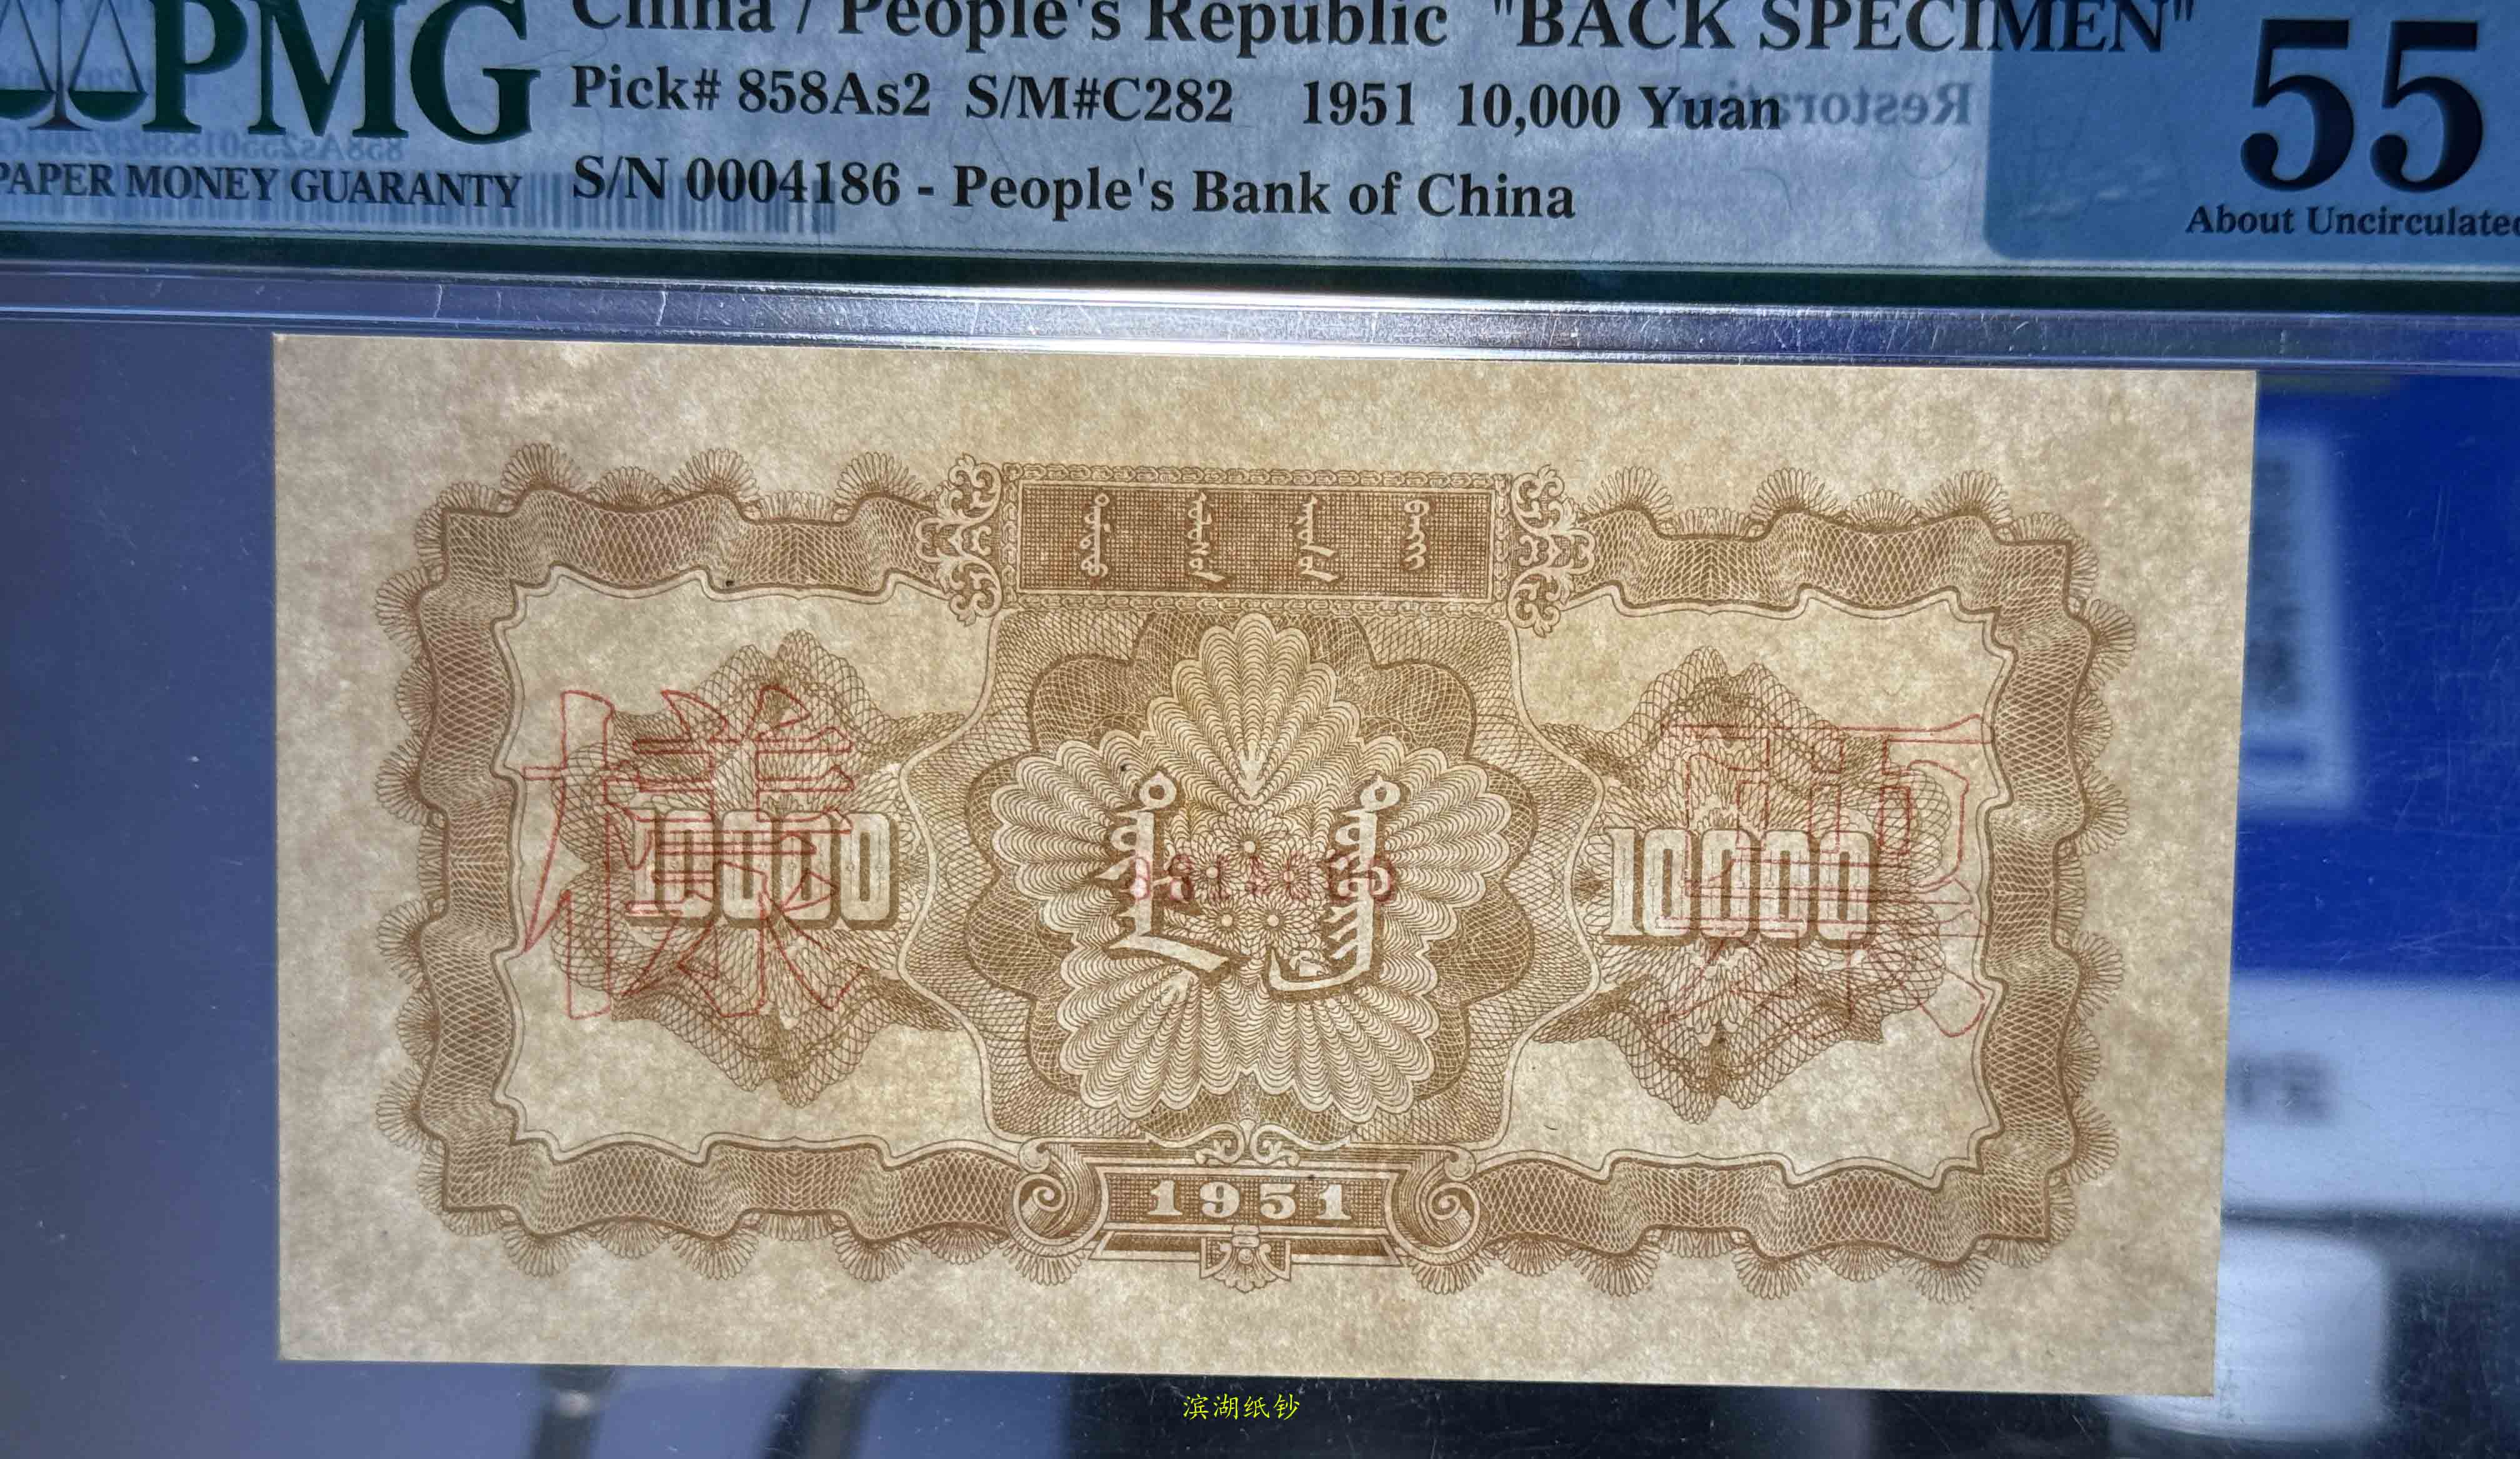 PMG
PAPER MONEY GUARANTY
China / People's Republic "BACK SPECIMEN"
Pick# 858As2 S/M#C282 1951 10,000 Yuan
S/N 0004186 - People's Bank of China
55
About Uncirculated
樣 票
10000 10000
1951
滨湖纸钞